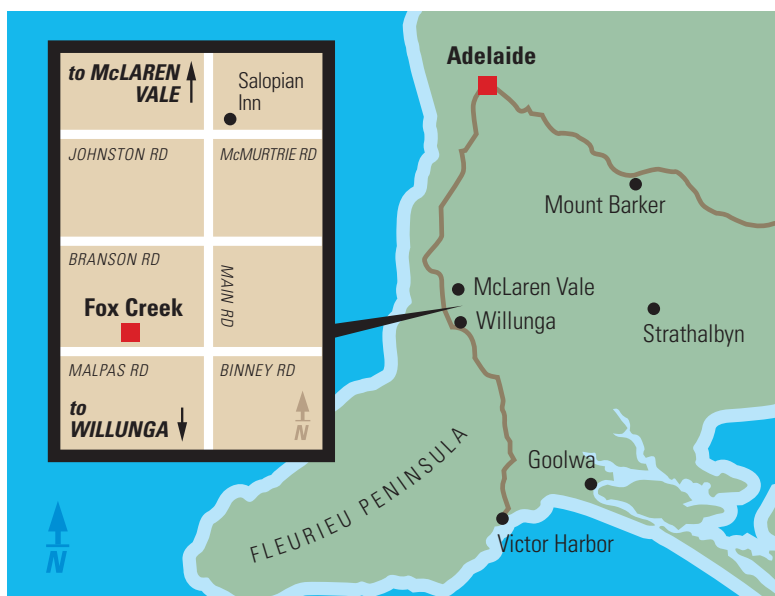 to McLAREN
VALE
Salopian
Inn
JOHNSTON RD
McMURTRIE RD
BRANSON RD
MAIN RD
Fox Creek
MALPAS RD
BINNEY RD
to
WILLUNGA
N
Adelaide
Mount Barker
McLaren Vale
Willunga
Strathalbyn
FLEURIEU PENINSULA
Goolwa
Victor Harbor
N